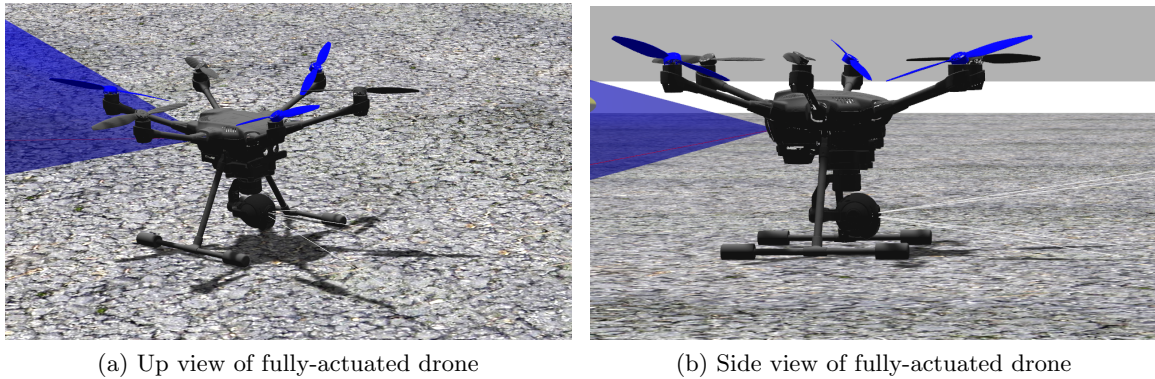 (a) Up view of fully-actuated drone
(b) Side view of fully-actuated drone